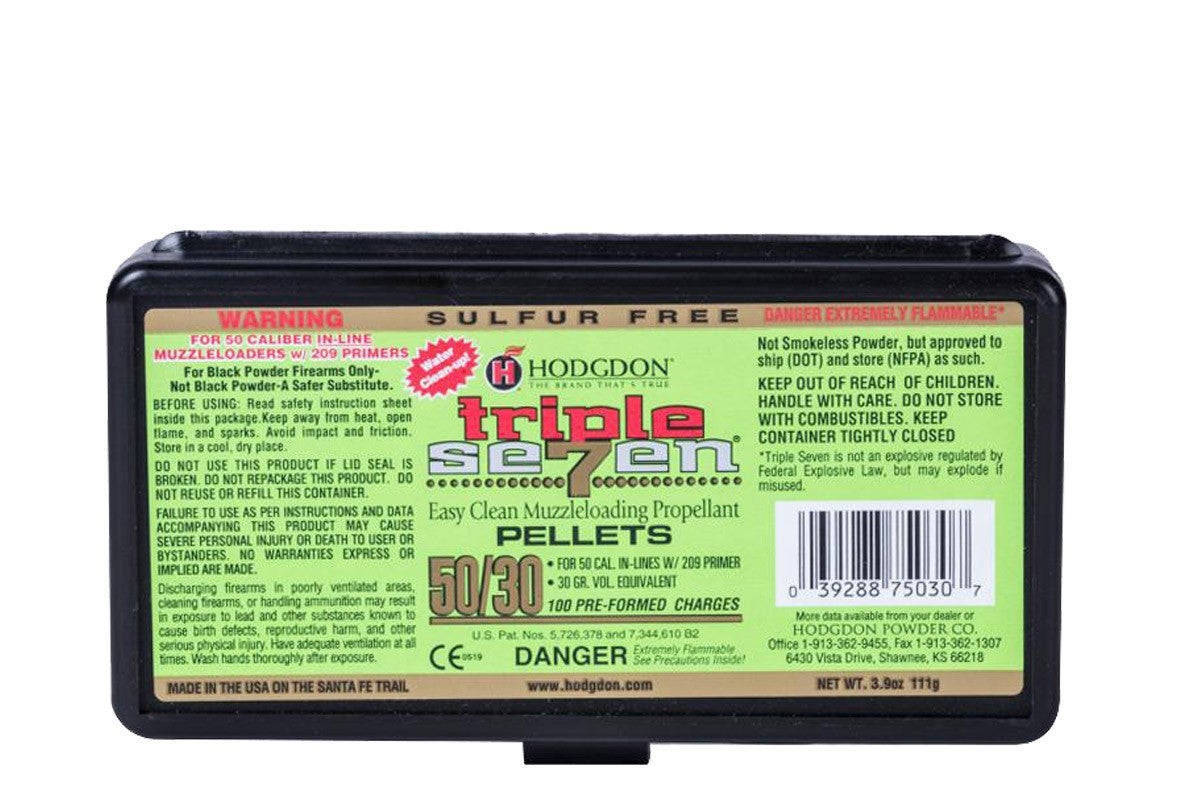 WARNING
FOR 50 CALIBER IN-LINE
MUZZLELOADERS w/ 209 PRIMERS
For Black Powder Firearms Only-
Not Black Powder-A Safer Substitute.
BEFORE USING: Read safety instruction sheet
inside this package.Keep away from heat, open
flame, and sparks. Avoid impact and friction.
Store in a cool, dry place.
DO NOT USE THIS PRODUCT IF LID SEAL IS
BROKEN. DO NOT REPACKAGE THIS PRODUCT. DO
NOT REUSE OR REFILL THIS CONTAINER.
FAILURE TO USE AS PER INSTRUCTIONS AND DATA
ACCOMPANYING THIS PRODUCT MAY CAUSE
SEVERE PERSONAL INJURY OR DEATH TO USER OR
BYSTANDERS. NO WARRANTIES EXPRESS OR
IMPLIED ARE MADE.
Discharging firearms in poorly ventilated areas,
cleaning firearms, or handling ammunition may result
in exposure to lead and other substances known to
cause birth defects, reproductive harm, and other
serious physical injury. Have adequate ventilation at all
times. Wash hands thoroughly after exposure.
MADE IN THE USA ON THE SANTA FE TRAIL
SULFUR FREE
Water
Clean-up!
H HODGDON®
THE BRAND THAT'S TRUE
triple
se7en®
Easy Clean Muzzleloading Propellant
PELLETS
50/30
• FOR 50 CAL. IN-LINES W/ 209 PRIMER
• 30 GR. VOL. EQUIVALENT
100 PRE-FORMED CHARGES
U.S. Pat. Nos. 5,726,378 and 7,344,610 B2
CE 0519
DANGER Extremely Flammable
See Precautions Inside!
www.hodgdon.com
DANGER EXTREMELY FLAMMABLE*
Not Smokeless Powder, but approved to
ship (DOT) and store (NFPA) as such.
KEEP OUT OF REACH OF CHILDREN.
HANDLE WITH CARE. DO NOT STORE
WITH COMBUSTIBLES. KEEP
CONTAINER TIGHTLY CLOSED
*Triple Seven is not an explosive regulated by
Federal Explosive Law, but may explode if
misused.
0 39288 75030 7
More data available from your dealer or
HODGDON POWDER CO.
Office 1-913-362-9455, Fax 1-913-362-1307
6430 Vista Drive, Shawnee, KS 66218
NET WT. 3.9oz 111g